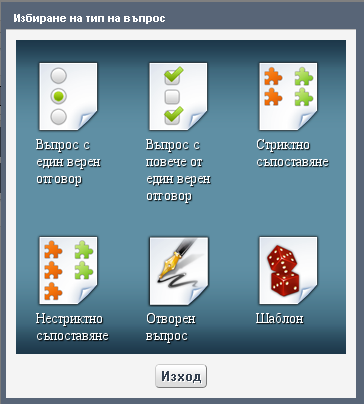 Избиране на тип на въпрос
Въпрос с
един верен
отговор
Въпрос с
повече от
един верен
отговор
Стриктно
съпоставяне
Нестриктно
съпоставяне
Отворен
въпрос
Шаблон
Изход